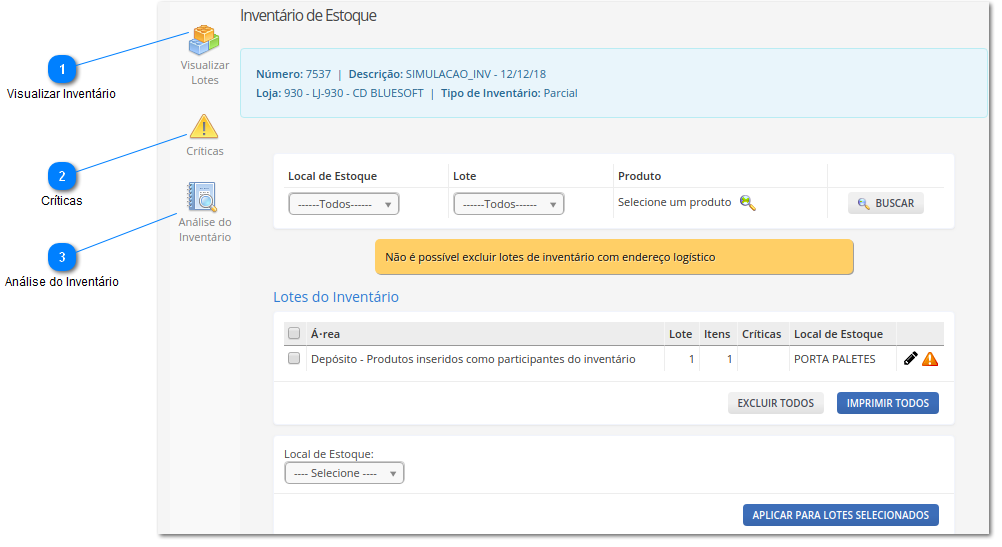 Inventário de Estoque
1
Visualizar Inventário
2
Críticas
3
Análise do Inventário
Visualizar
Lotes
Críticas
Análise do
Inventário
Número: 7537 | Descrição: SIMULACAO_INV - 12/12/18
Loja: 930 - LJ-930 - CD BLUESOFT | Tipo de Inventário: Parcial
Local de Estoque Lote Produto
------Todos------ ------Todos------ Selecione um produto BUSCAR
Não é possível excluir lotes de inventário com endereço logístico
Lotes do Inventário
Á·rea Lote Itens Críticas Local de Estoque
Depósito - Produtos inseridos como participantes do inventário 1 1 PORTA PALETES
EXCLUIR TODOS IMPRIMIR TODOS
Local de Estoque:
---- Selecione ----
APLICAR PARA LOTES SELECIONADOS